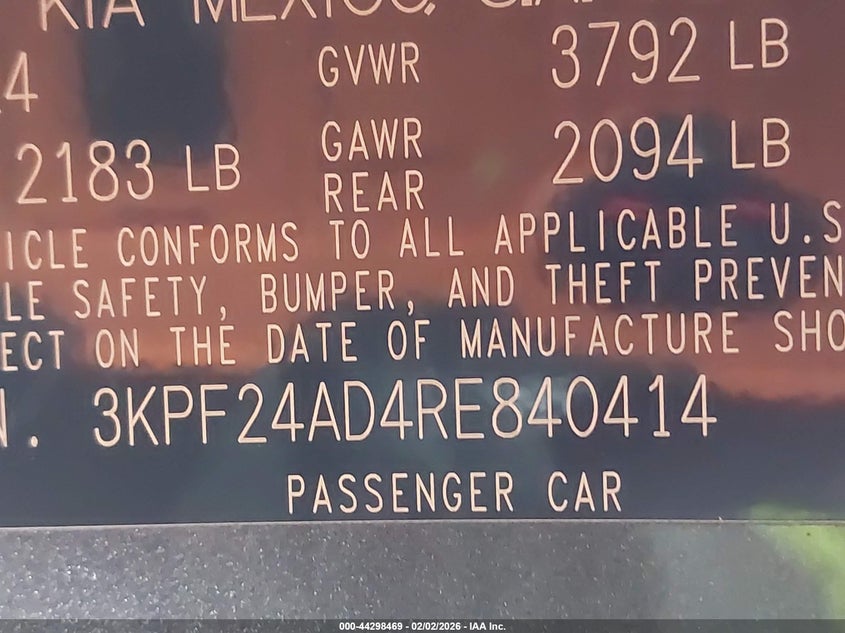 KIA MEXICO, S.A.
4 GVWR 3792 LB
2183 LB GAWR REAR 2094 LB
ICLE CONFORMS TO ALL APPLICABLE U.S
LE SAFETY, BUMPER, AND THEFT PREVEN
ECT ON THE DATE OF MANUFACTURE SHO
N. 3KPF24AD4RE840414
PASSENGER CAR
000-44298469 - 02/02/2026 - IAA Inc.